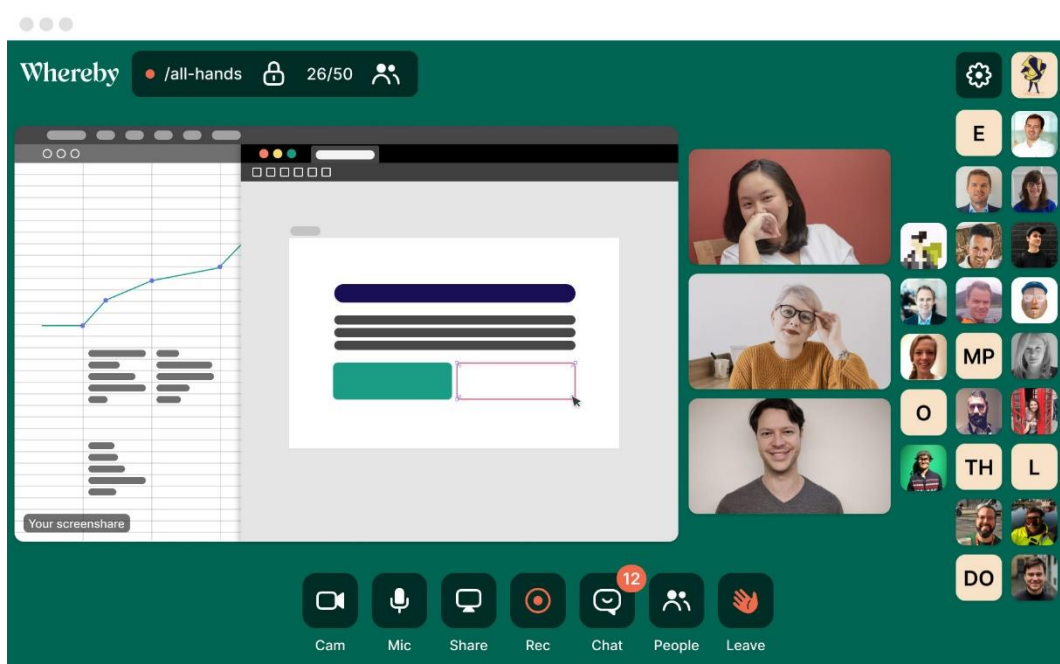 Whereby
/all-hands
26/50
E
MP
O
TH
L
DO
Your screenshare
12
Cam
Mic
Share
Rec
Chat
People
Leave